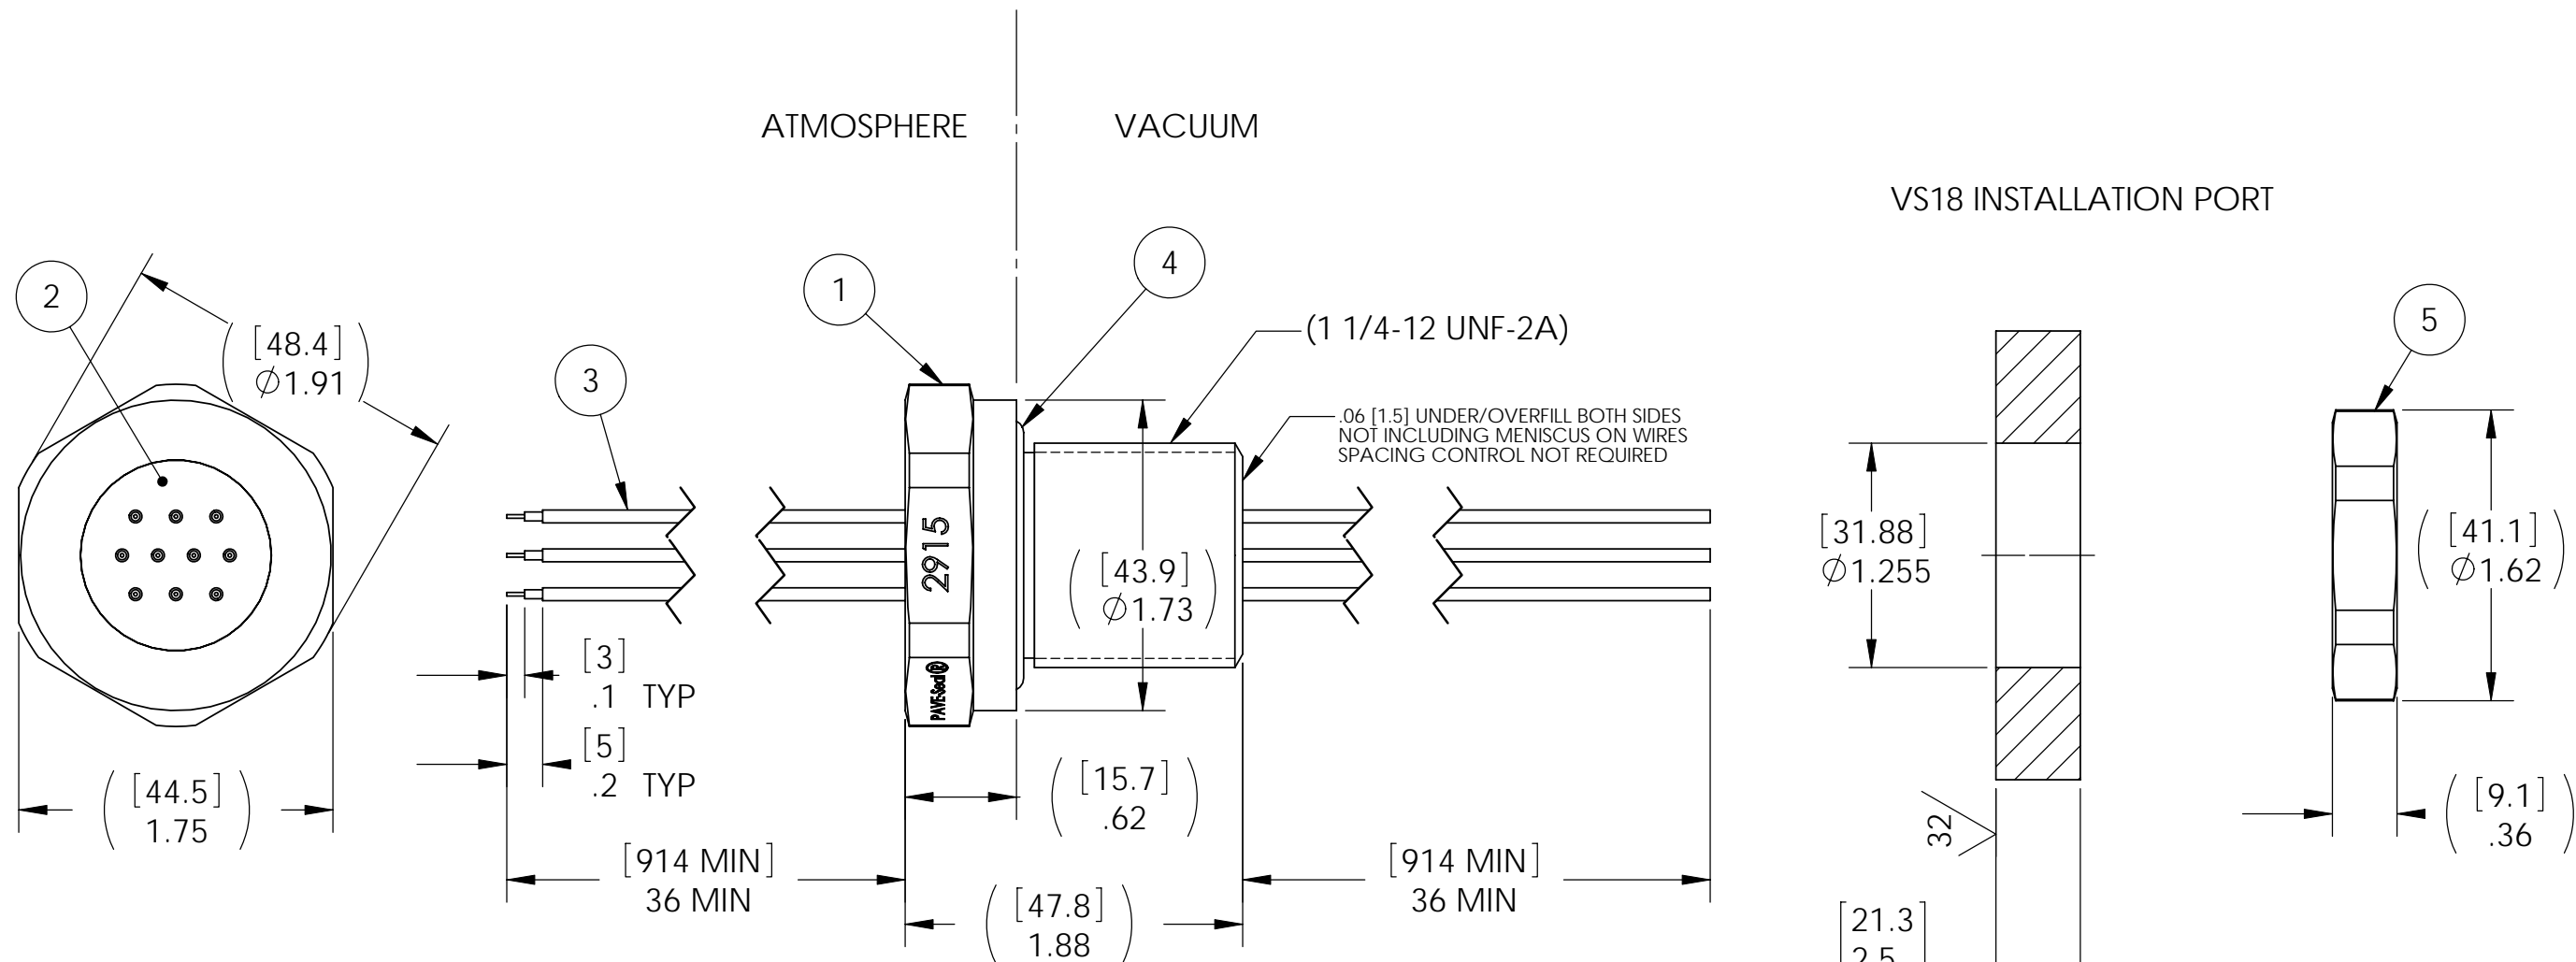 ATMOSPHERE
VACUUM
VS18 INSTALLATION PORT
2
1
4
3
5
[48.4]
∅1.91
(1 1/4-12 UNF-2A)
.06 [1.5] UNDER/OVERFILL BOTH SIDES
NOT INCLUDING MENISCUS ON WIRES
SPACING CONTROL NOT REQUIRED
2915
PAVE-Seal®
[43.9]
∅1.73
[31.88]
∅1.255
[41.1]
∅1.62
[3]
.1 TYP
[5]
.2 TYP
[44.5]
1.75
[15.7]
.62
32
[9.1]
.36
[914 MIN]
36 MIN
[47.8]
1.88
[914 MIN]
36 MIN
[21.3]
2.5